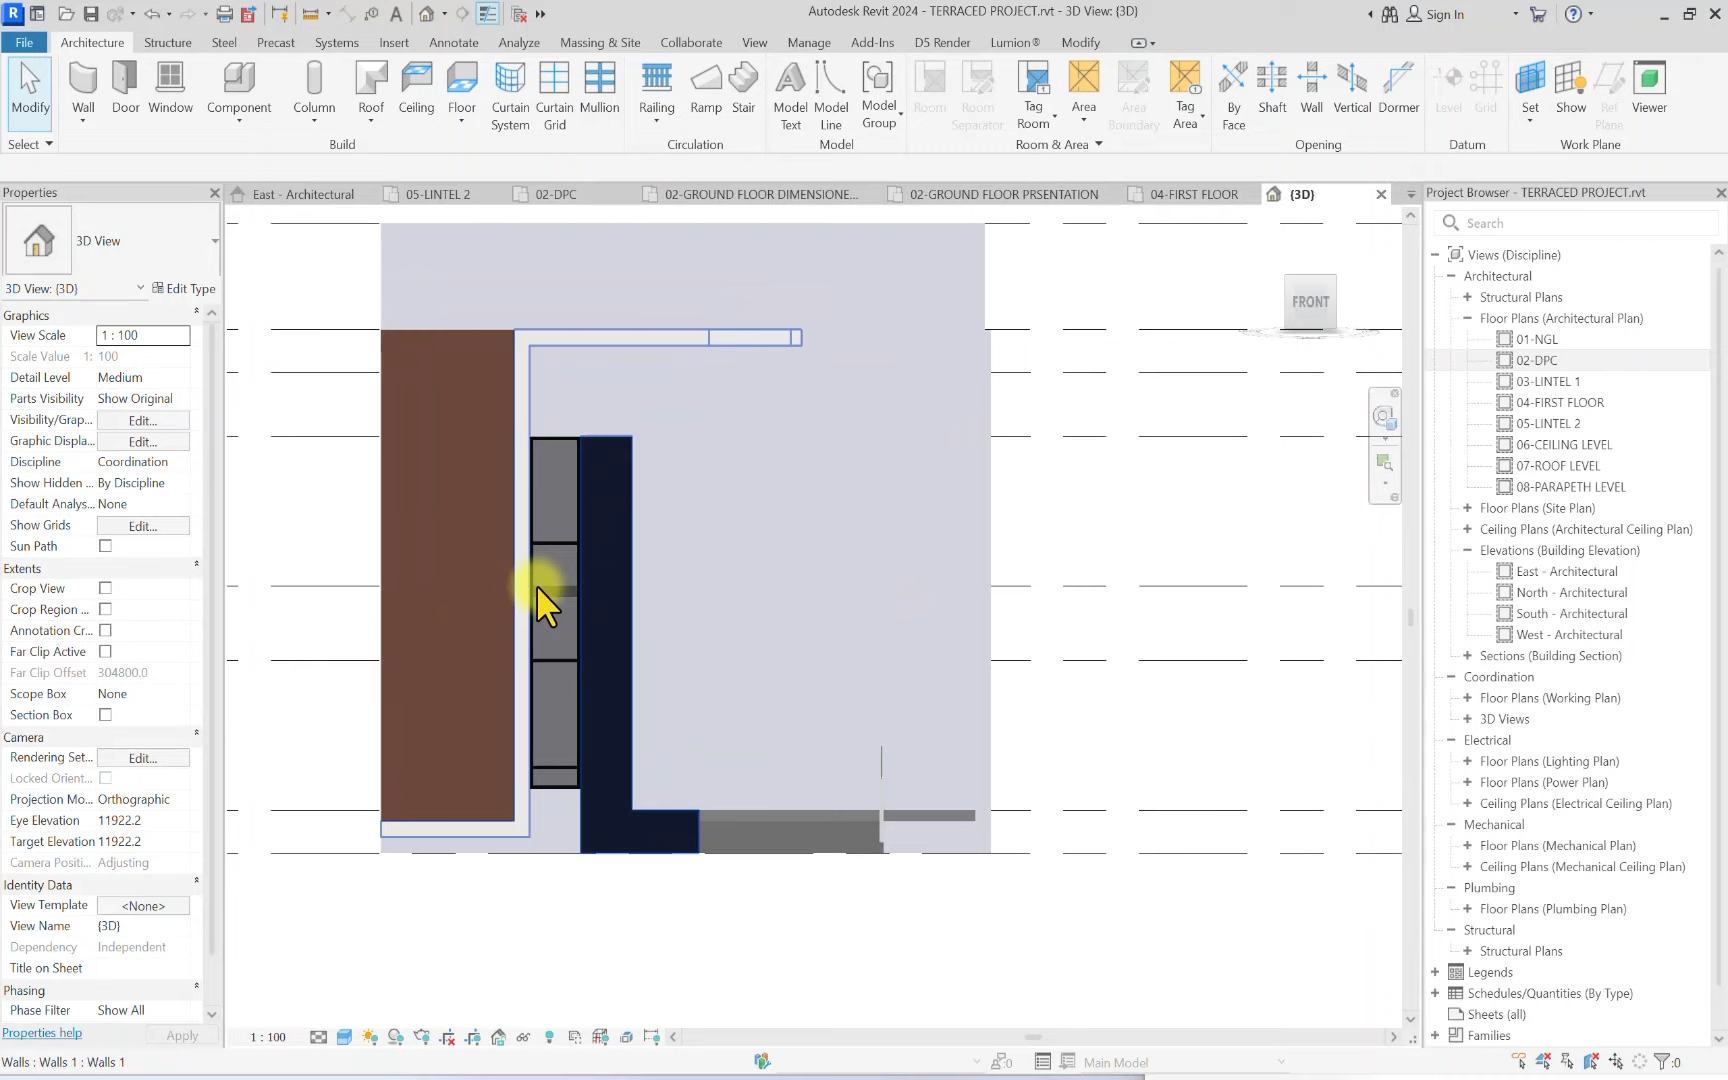 Autodesk Revit 2024 - TERRACED PROJECT.rvt - 3D View: {3D}
Sign In
File Architecture Structure Steel Precast Systems Insert Annotate Analyze Massing & Site Collaborate View Manage Add-Ins D5 Render Lumion® Modify
Modify Wall Door Window Component Column Roof Ceiling Floor Curtain System Curtain Grid Mullion Railing Ramp Stair Model Text Model Line Model Group Room Room Separator Tag Room Area Area Boundary Tag Area By Face Shaft Wall Vertical Dormer Level Grid Set Show Ref Plane Viewer
Select Build Circulation Model Room & Area Opening Datum Work Plane
Properties
East - Architectural 05-LINTEL 2 02-DPC 02-GROUND FLOOR DIMENSIONE... 02-GROUND FLOOR PRSENTATION 04-FIRST FLOOR {3D}
Project Browser - TERRACED PROJECT.rvt
3D View
3D View: {3D} Edit Type
Graphics
View Scale 1 : 100
Scale Value 1: 100
Detail Level Medium
Parts Visibility Show Original
Visibility/Grap... Edit...
Graphic Displa... Edit...
Discipline Coordination
Show Hidden ... By Discipline
Default Analys... None
Show Grids Edit...
Sun Path
Extents
Crop View
Crop Region ...
Annotation Cr...
Far Clip Active
Far Clip Offset 304800.0
Scope Box None
Section Box
Camera
Rendering Set... Edit...
Locked Orient...
Projection Mo... Orthographic
Eye Elevation 11922.2
Target Elevation 11922.2
Camera Positi... Adjusting
Identity Data
View Template <None>
View Name {3D}
Dependency Independent
Title on Sheet
Phasing
Phase Filter Show All
Properties help Apply
FRONT
Search
Views (Discipline)
Architectural
Structural Plans
Floor Plans (Architectural Plan)
01-NGL
02-DPC
03-LINTEL 1
04-FIRST FLOOR
05-LINTEL 2
06-CEILING LEVEL
07-ROOF LEVEL
08-PARAPETH LEVEL
Floor Plans (Site Plan)
Ceiling Plans (Architectural Ceiling Plan)
Elevations (Building Elevation)
East - Architectural
North - Architectural
South - Architectural
West - Architectural
Sections (Building Section)
Coordination
Floor Plans (Working Plan)
3D Views
Electrical
Floor Plans (Lighting Plan)
Floor Plans (Power Plan)
Ceiling Plans (Electrical Ceiling Plan)
Mechanical
Floor Plans (Mechanical Plan)
Ceiling Plans (Mechanical Ceiling Plan)
Plumbing
Floor Plans (Plumbing Plan)
Structural
Structural Plans
Legends
Schedules/Quantities (By Type)
Sheets (all)
Families
1 : 100
Walls : Walls 1 : Walls 1
:0
Main Model
:0